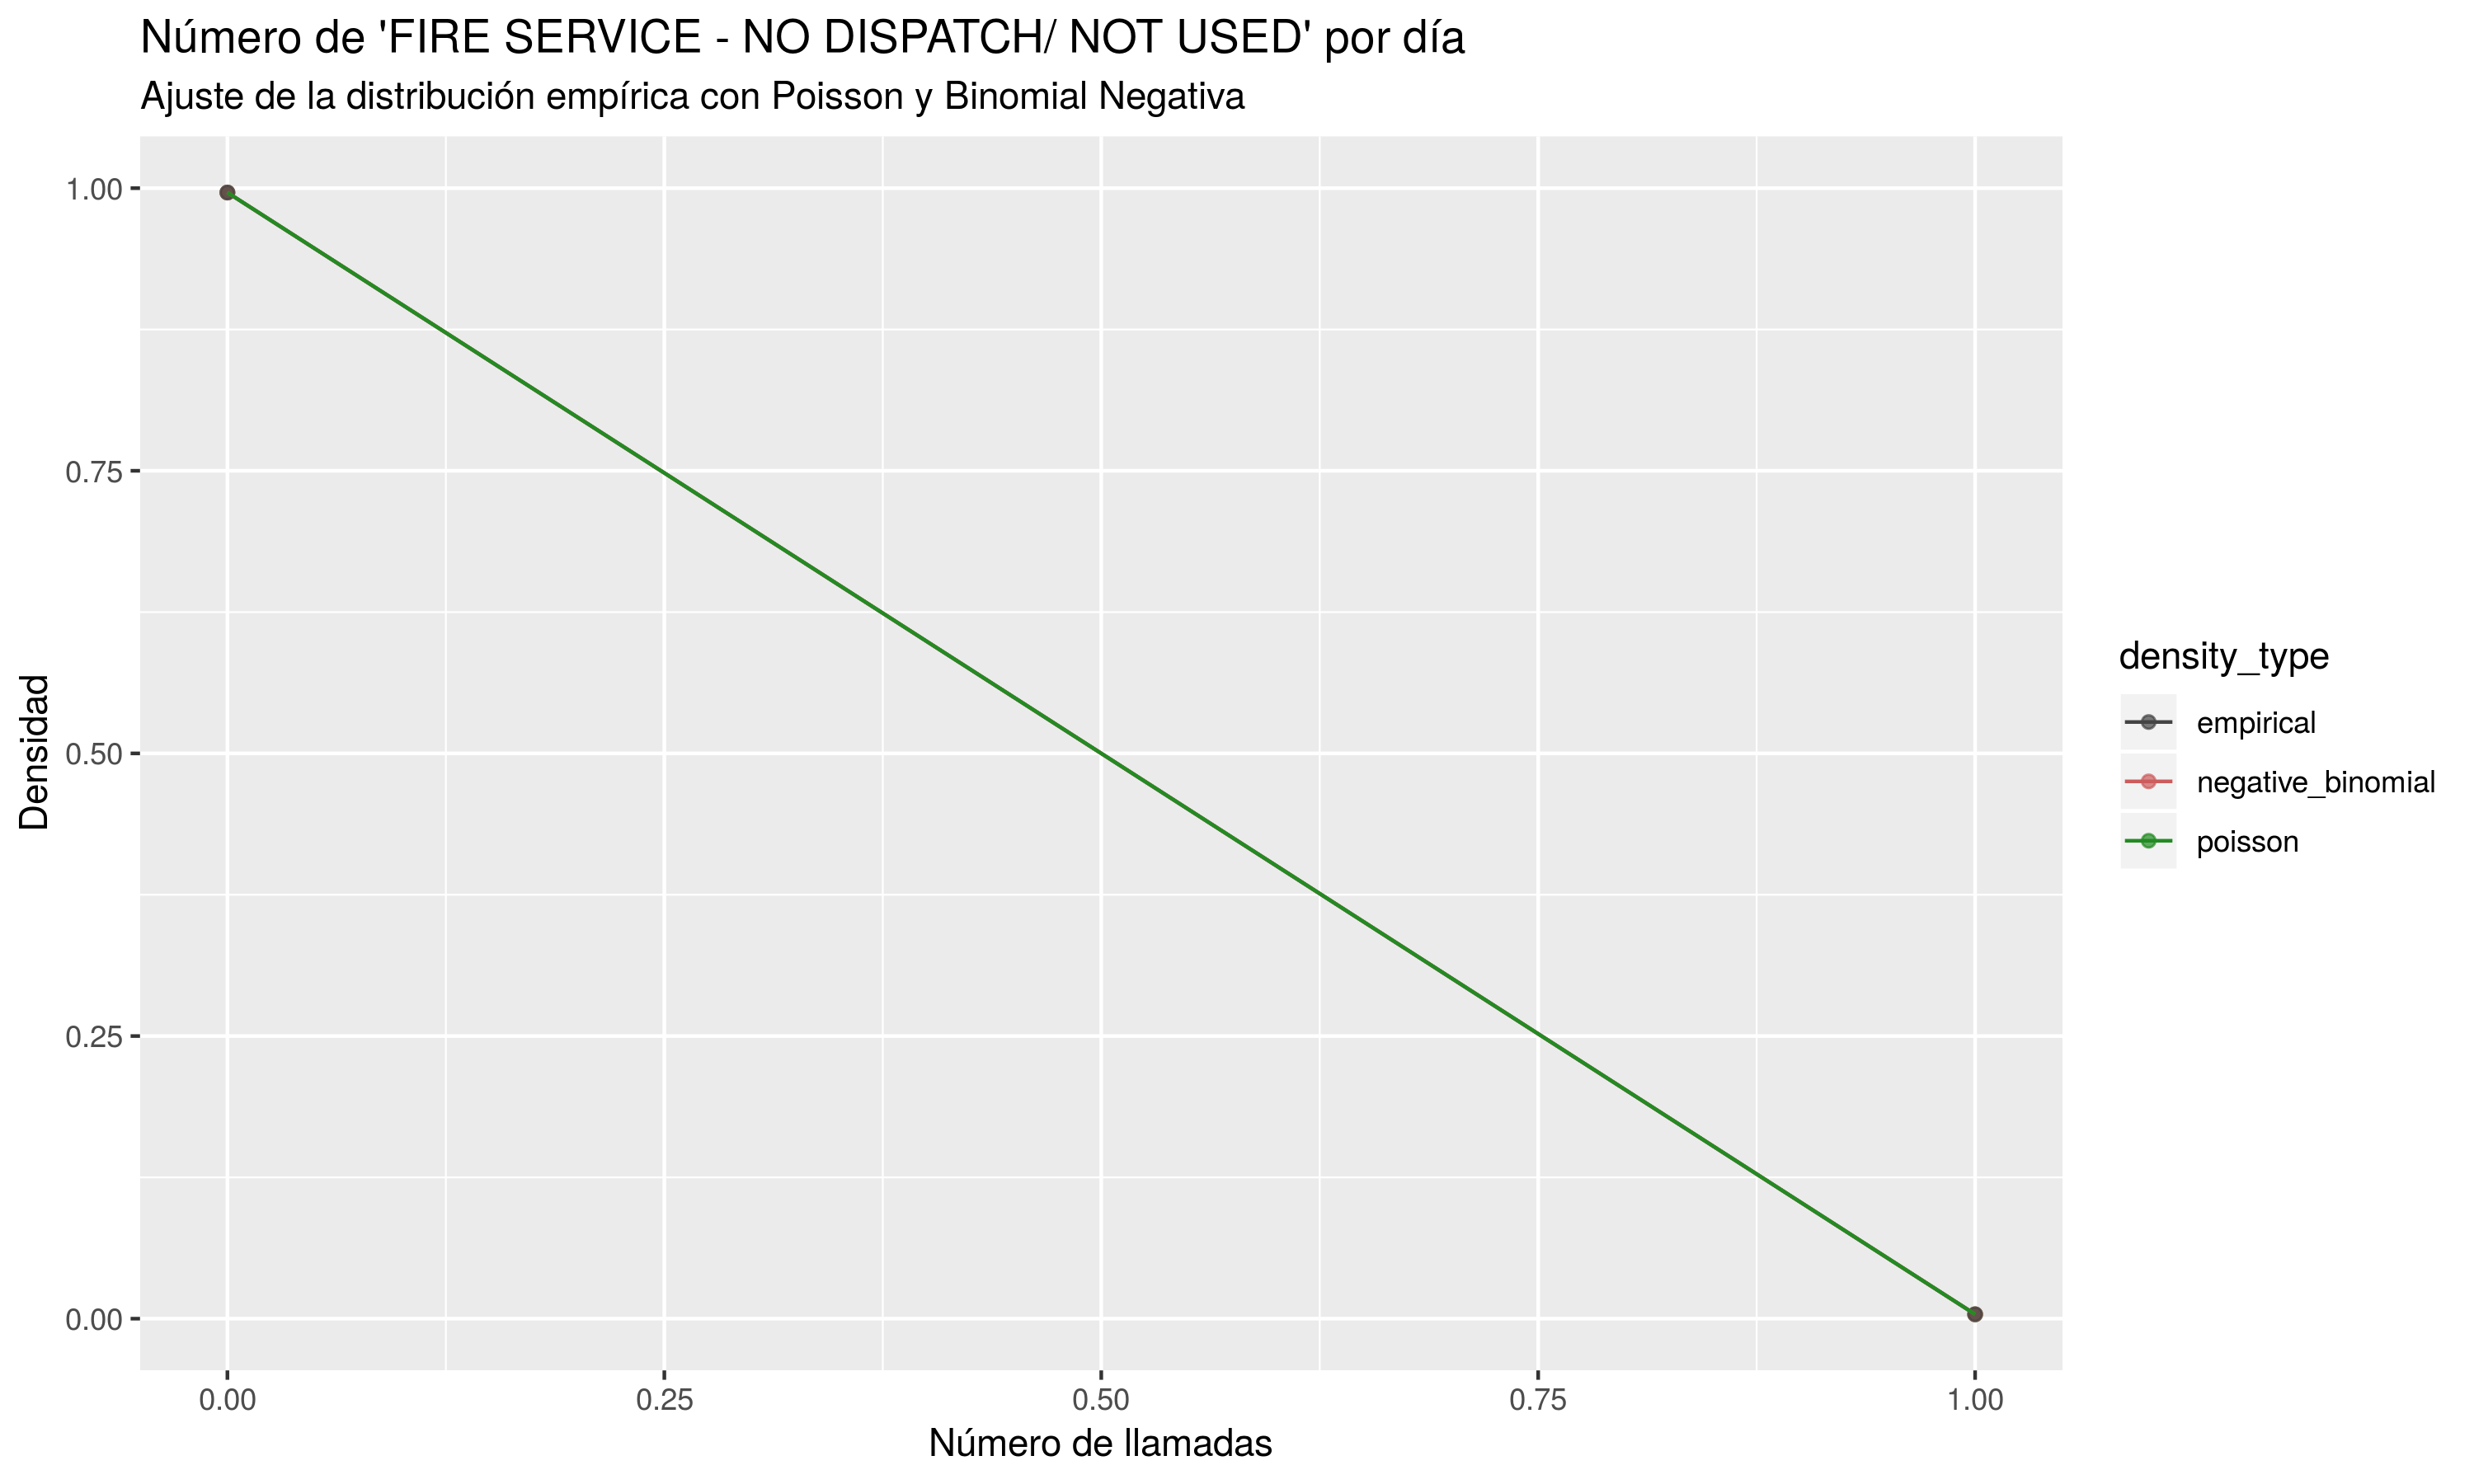 Número de 'FIRE SERVICE - NO DISPATCH/ NOT USED' por día
Ajuste de la distribución empírica con Poisson y Binomial Negativa
1.00
0.75
0.50
0.25
0.00
Densidad
0.00 0.25 0.50 0.75 1.00
Número de llamadas
density_type
empirical
negative_binomial
poisson